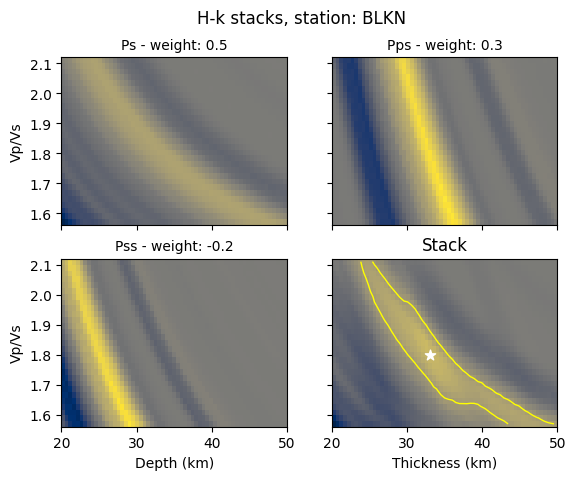 H-k stacks, station: BLKN
Ps - weight: 0.5
Pps - weight: 0.3
Vp/Vs
2.1
2.0
1.9
1.8
1.7
1.6
Pss - weight: -0.2
Stack
Vp/Vs
2.1
2.0
1.9
1.8
1.7
1.6
20 30 40 50
20 30 40 50
Depth (km)
Thickness (km)